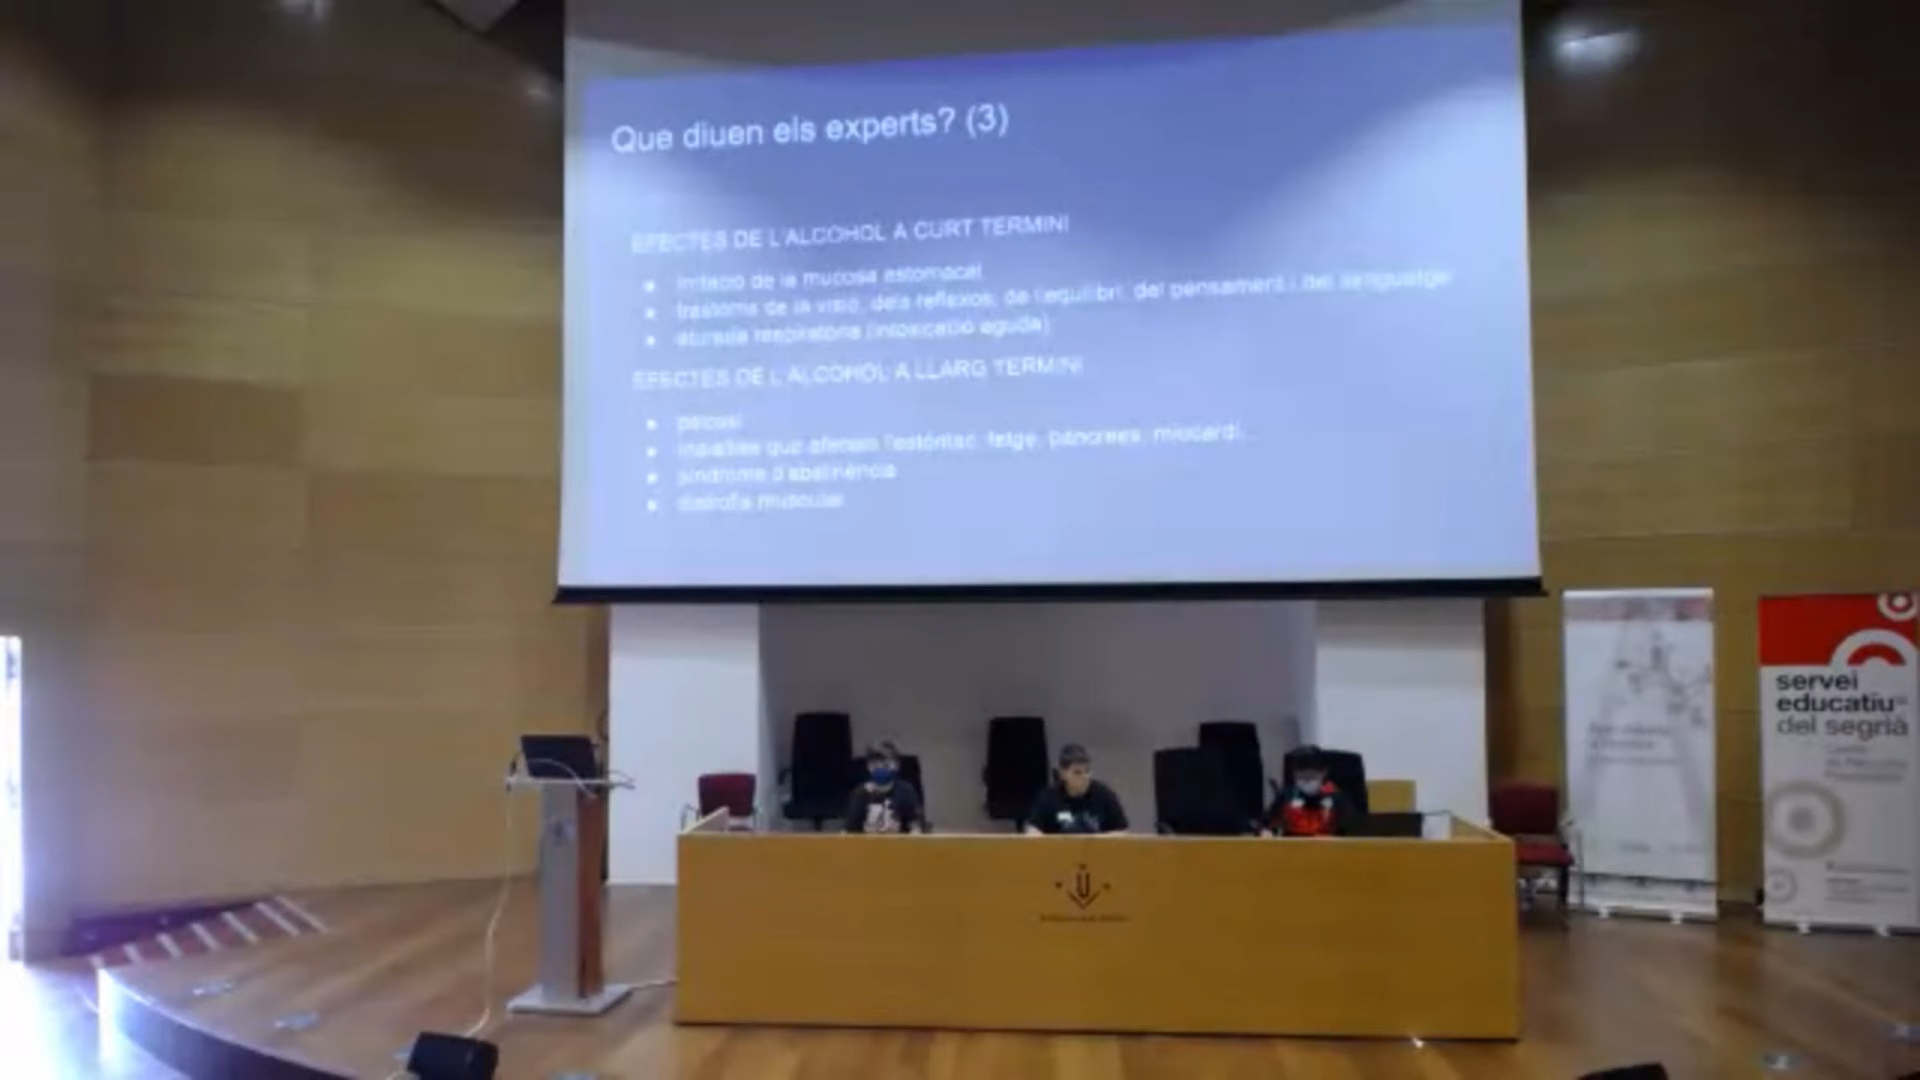 Que diuen els experts? (3)
EFECTES DE L'ALCOHOL A CURT TERMINI
irritació de la mucosa estomacal
trastorns de la visió, dels reflexos, de l'equilibri, del pensament i del llenguatge
aturada respiratòria (intoxicació aguda)
EFECTES DE L'ALCOHOL A LLARG TERMINI
psicosi
malalties que afecten l'estómac, fetge, pàncrees, miocardi...
síndrome d'abstinència
distròfia muscular
servei
educatiu
del segrià